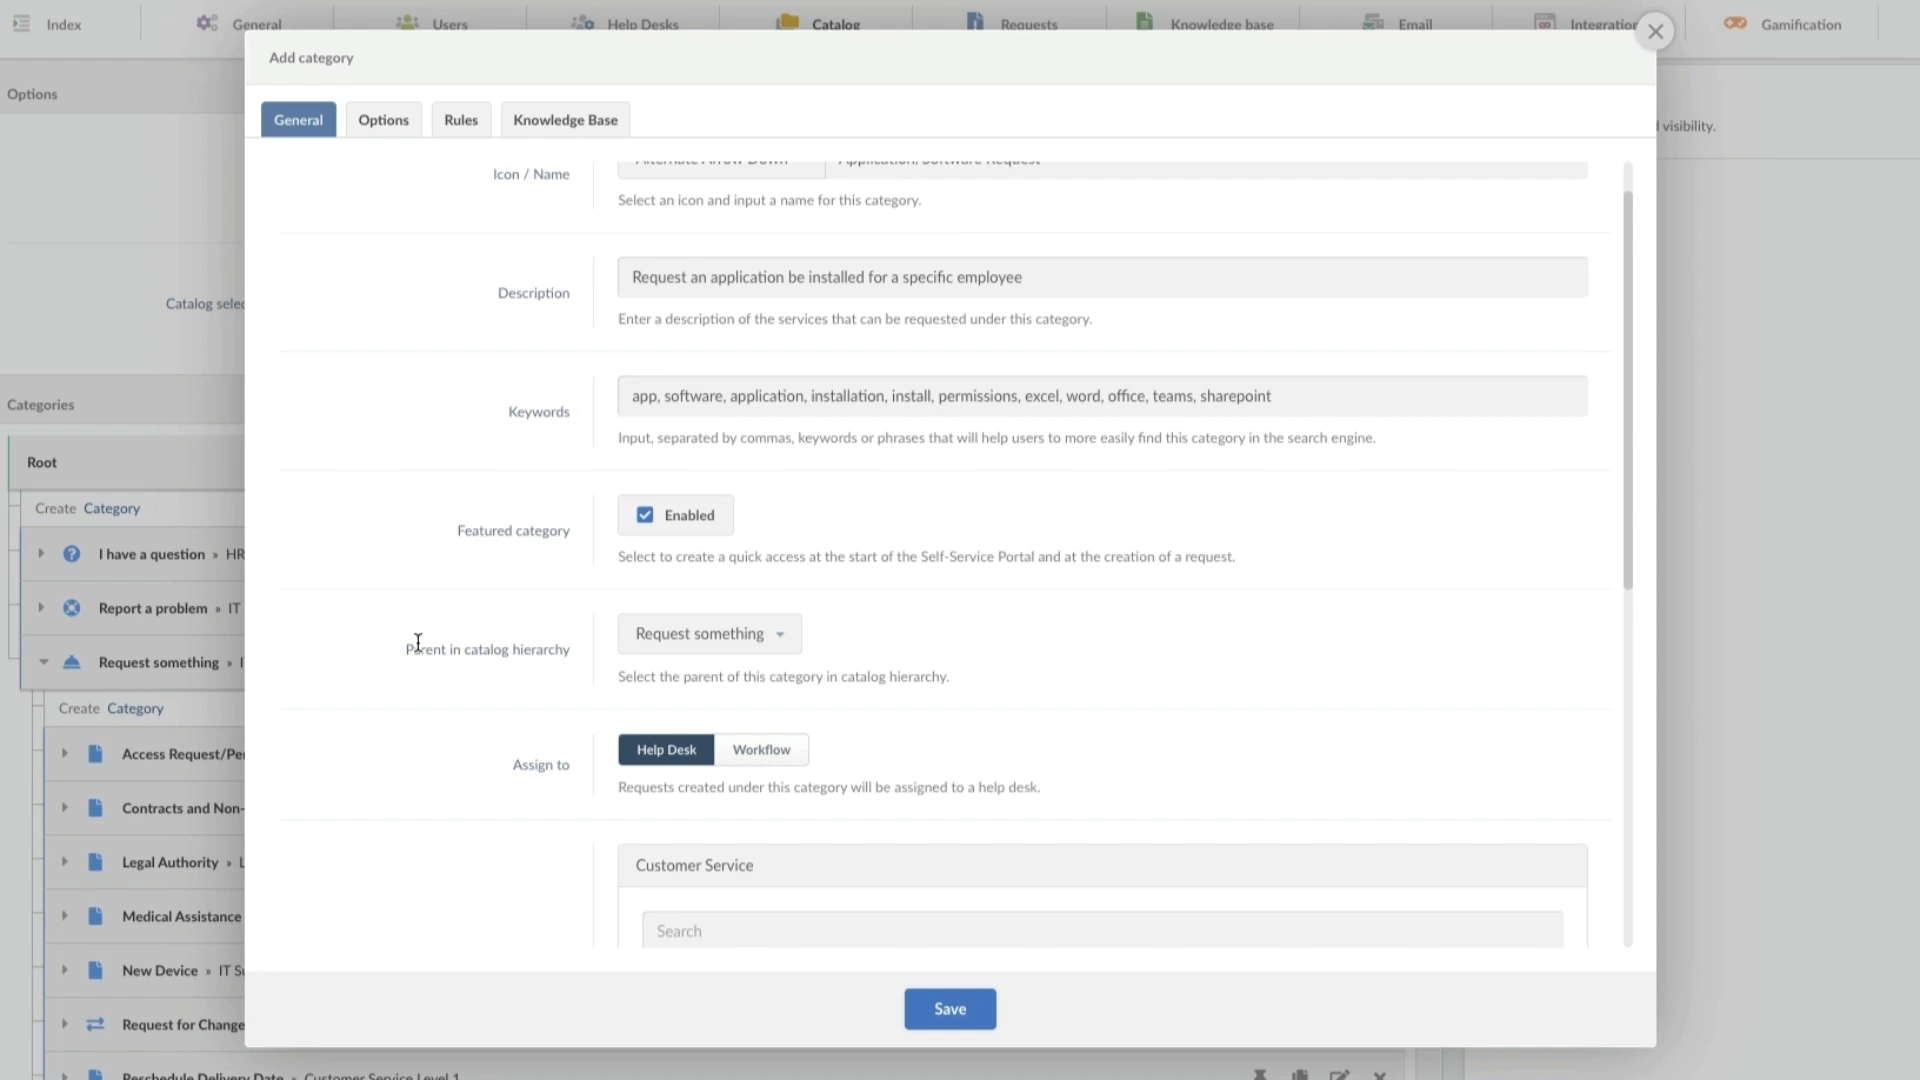 Index
General
Users
Help Desks
Catalog
Requests
Knowledge base
Email
Integration
Gamification
Add category
Options
General
Options
Rules
Knowledge Base
visibility.
Alternate Arrow Down
Application/Software Request
Icon / Name
Select an icon and input a name for this category.
Description
Request an application be installed for a specific employee
Enter a description of the services that can be requested under this category.
Catalog selec
Keywords
app, software, application, installation, install, permissions, excel, word, office, teams, sharepoint
Input, separated by commas, keywords or phrases that will help users to more easily find this category in the search engine.
Categories
Root
Create Category
Featured category
Enabled
Select to create a quick access at the start of the Self-Service Portal and at the creation of a request.
I have a question » HR
Report a problem » IT
Request something » I
Parent in catalog hierarchy
Request something
Select the parent of this category in catalog hierarchy.
Create Category
Access Request/Per
Contracts and Non-
Legal Authority » L
Medical Assistance
New Device » IT Su
Request for Change
Reschedule Delivery Date » Customer Service Level 1
Assign to
Help Desk
Workflow
Requests created under this category will be assigned to a help desk.
Customer Service
Search
Save